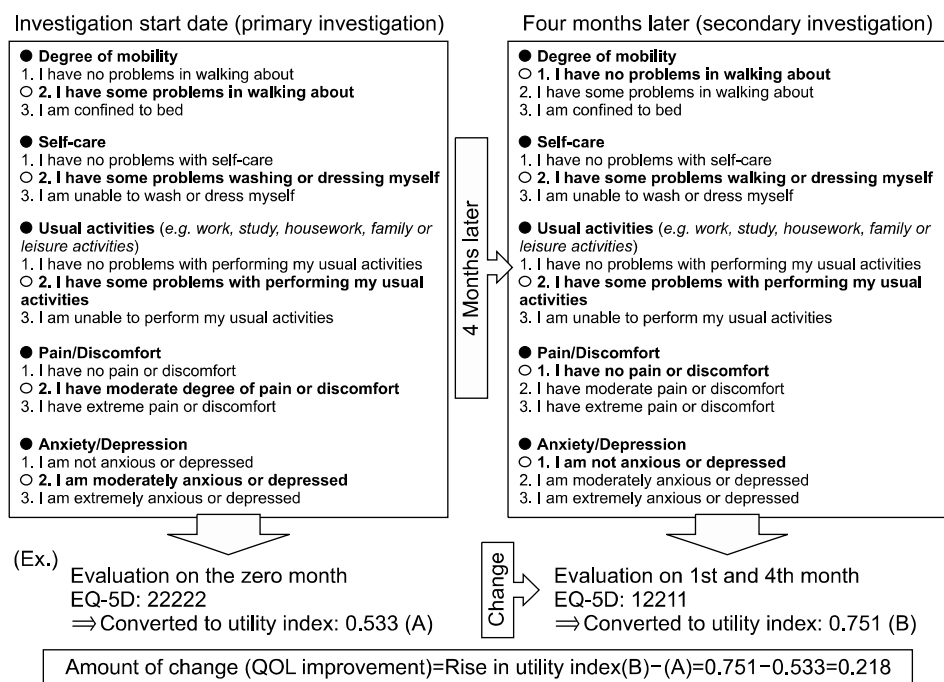 Investigation start date (primary investigation)
● Degree of mobility
1. I have no problems in walking about
○ 2. I have some problems in walking about
3. I am confined to bed
● Self-care
1. I have no problems with self-care
○ 2. I have some problems washing or dressing myself
3. I am unable to wash or dress myself
● Usual activities (e.g. work, study, housework, family or
leisure activities)
1. I have no problems with performing my usual activities
○ 2. I have some problems with performing my usual
activities
3. I am unable to perform my usual activities
● Pain/Discomfort
1. I have no pain or discomfort
○ 2. I have moderate degree of pain or discomfort
3. I have extreme pain or discomfort
● Anxiety/Depression
1. I am not anxious or depressed
○ 2. I am moderately anxious or depressed
3. I am extremely anxious or depressed
4 Months later
Four months later (secondary investigation)
● Degree of mobility
○ 1. I have no problems in walking about
2. I have some problems in walking about
3. I am confined to bed
● Self-care
1. I have no problems with self-care
○ 2. I have some problems walking or dressing myself
3. I am unable to wash or dress myself
● Usual activities (e.g. work, study, housework, family or
leisure activities)
1. I have no problems with performing my usual activities
○ 2. I have some problems with performing my usual
activities
3. I am unable to perform my usual activities
● Pain/Discomfort
○ 1. I have no pain or discomfort
2. I have moderate pain or discomfort
3. I have extreme pain or discomfort
● Anxiety/Depression
○ 1. I am not anxious or depressed
2. I am moderately anxious or depressed
3. I am extremely anxious or depressed
(Ex.)
Evaluation on the zero month
EQ-5D: 22222
⇒Converted to utility index: 0.533 (A)
Change
Evaluation on 1st and 4th month
EQ-5D: 12211
⇒Converted to utility index: 0.751 (B)
Amount of change (QOL improvement)=Rise in utility index(B)−(A)=0.751−0.533=0.218